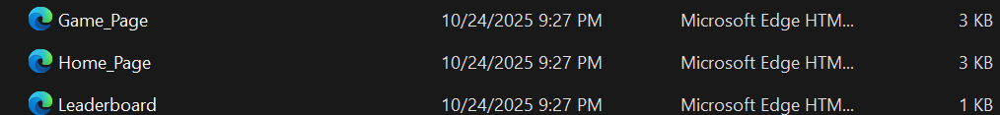 Game_Page 10/24/2025 9:27 PM Microsoft Edge HTM... 3 KB
Home_Page 10/24/2025 9:27 PM Microsoft Edge HTM... 3 KB
Leaderboard 10/24/2025 9:27 PM Microsoft Edge HTM... 1 KB